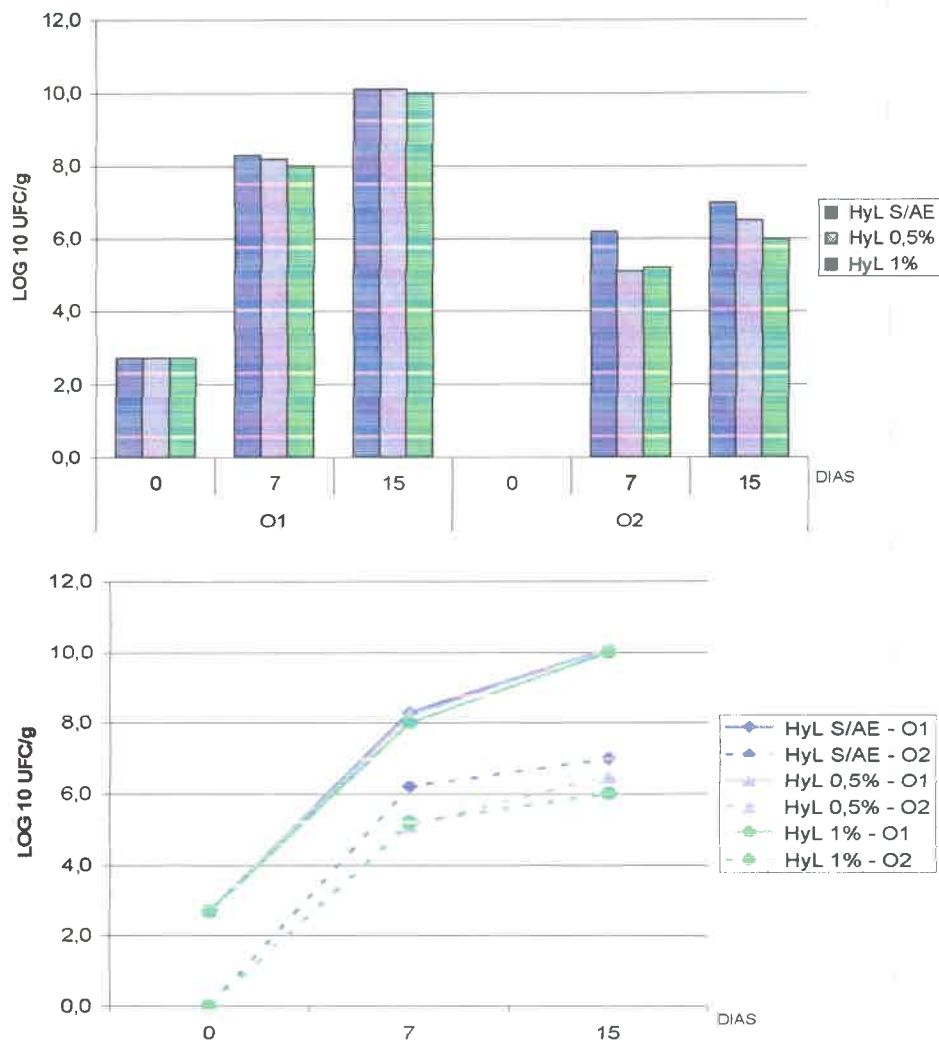 12,0
10,0
8,0
6,0
4,0
2,0
0,0
LOG 10 UFC/g
0 7 15 0 7 15 DIAS
O1 O2
HyL S/AE
HyL 0,5%
HyL 1%
12,0
10,0
8,0
6,0
4,0
2,0
0,0
LOG 10 UFC/g
0 7 15 DIAS
HyL S/AE - O1
HyL S/AE - O2
HyL 0,5% - O1
HyL 0,5% - O2
HyL 1% - O1
HyL 1% - O2